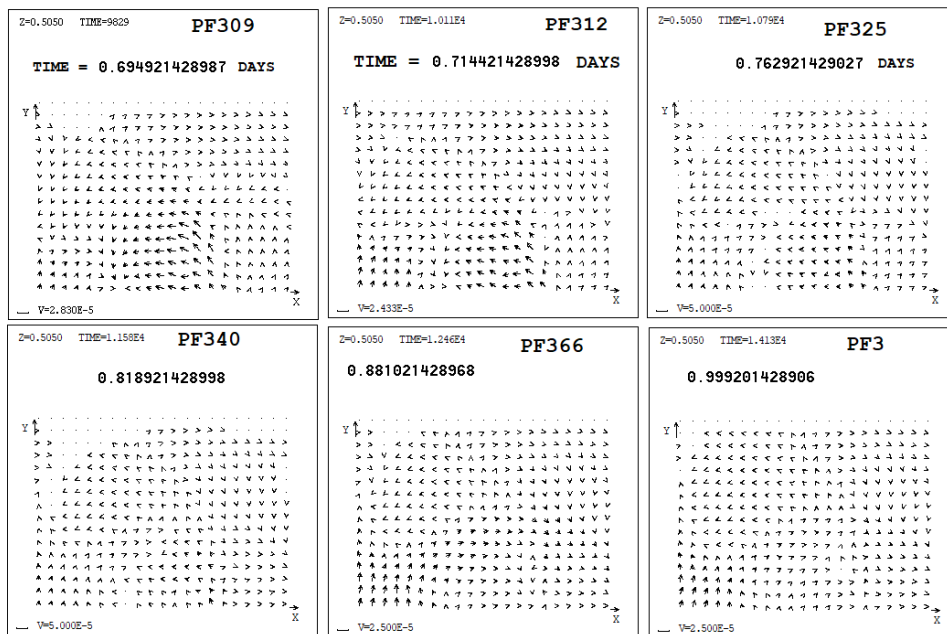 Z=0.5050 TIME=9829 PF309
TIME = 0.694921428987 DAYS
Y
X
V=2.830E-5
Z=0.5050 TIME=1.011E4 PF312
TIME = 0.714421428998 DAYS
Y
X
V=2.433E-5
Z=0.5050 TIME=1.079E4 PF325
0.762921429027 DAYS
Y
X
V=5.000E-5
Z=0.5050 TIME=1.158E4 PF340
0.818921428998
Y
X
V=5.000E-5
Z=0.5050 TIME=1.246E4 PF366
0.881021428968
Y
X
V=2.500E-5
Z=0.5050 TIME=1.413E4 PF3
0.999201428906
Y
X
V=2.500E-5